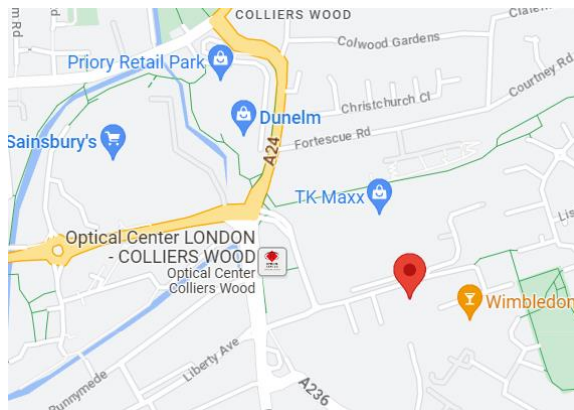 COLLIERS WOOD
Colwood Gardens
Priory Retail Park
Courtney Rd
Christchurch Cl
Dunelm
Fortescue Rd
Sainsbury's
A24
TK Maxx
Optical Center LONDON
- COLLIERS WOOD
Optical Center
Colliers Wood
Wimbledon
Liberty Ave
A236